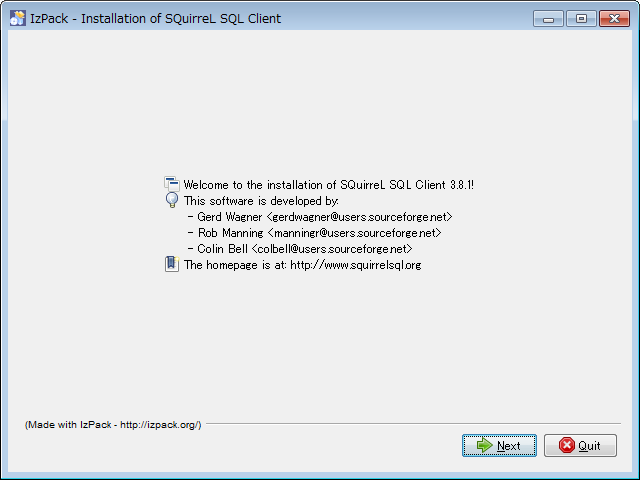 IzPack - Installation of SQuirreL SQL Client
Welcome to the installation of SQuirreL SQL Client 3.8.1!
This software is developed by:
- Gerd Wagner <gerdwagner@users.sourceforge.net>
- Rob Manning <manningr@users.sourceforge.net>
- Colin Bell <colbell@users.sourceforge.net>
The homepage is at: http://www.squirrelsql.org
(Made with IzPack - http://izpack.org/)
Next Quit